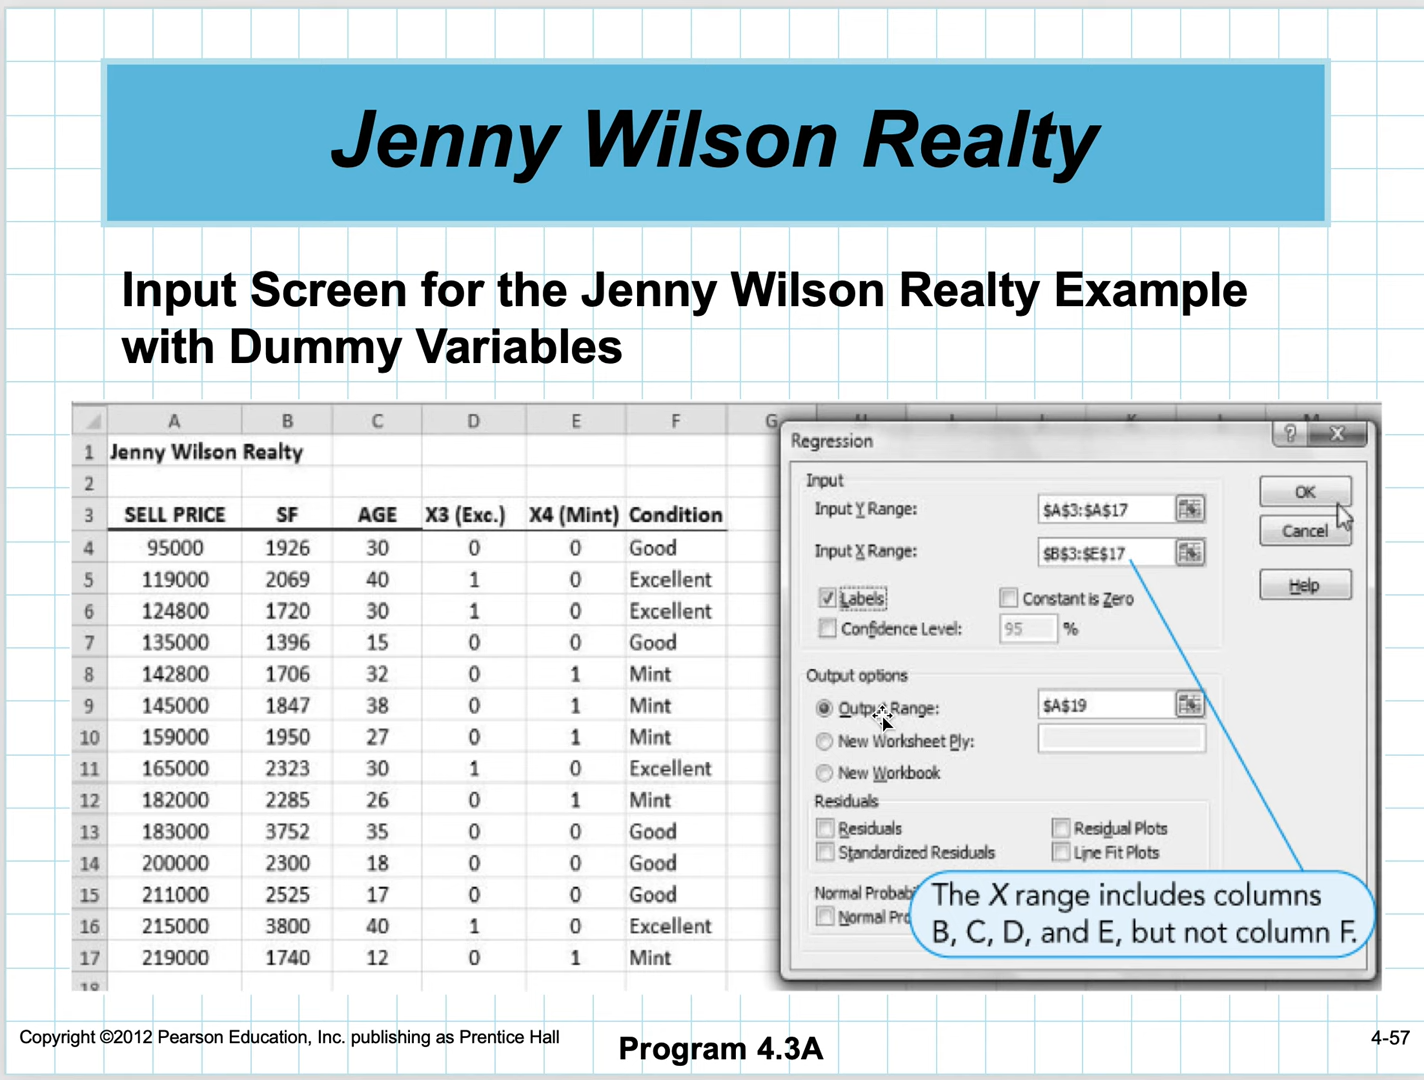 Jenny Wilson Realty
Input Screen for the Jenny Wilson Realty Example
with Dummy Variables
A B C D E F G
1 Jenny Wilson Realty
2
3 SELL PRICE SF AGE X3 (Exc.) X4 (Mint) Condition
4 95000 1926 30 0 0 Good
5 119000 2069 40 1 0 Excellent
6 124800 1720 30 1 0 Excellent
7 135000 1396 15 0 0 Good
8 142800 1706 32 0 1 Mint
9 145000 1847 38 0 1 Mint
10 159000 1950 27 0 1 Mint
11 165000 2323 30 1 0 Excellent
12 182000 2285 26 0 1 Mint
13 183000 3752 35 0 0 Good
14 200000 2300 18 0 0 Good
15 211000 2525 17 0 0 Good
16 215000 3800 40 1 0 Excellent
17 219000 1740 12 0 1 Mint
18
Regression ? X
Input
Input Y Range: $A$3:$A$17
Input X Range: $B$3:$E$17
Labels Constant is Zero
Confidence Level: 95 %
OK
Cancel
Help
Output options
Output Range: $A$19
New Worksheet Ply:
New Workbook
Residuals
Residuals Residual Plots
Standardized Residuals Line Fit Plots
Normal Probabi
Normal Pro
The X range includes columns
B, C, D, and E, but not column F.
Copyright ©2012 Pearson Education, Inc. publishing as Prentice Hall
Program 4.3A
4-57